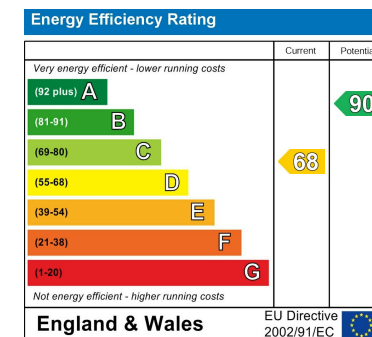 Energy Efficiency Rating
Current Potentia
Very energy efficient - lower running costs
(92 plus) A
(81-91) B
(69-80) C
(55-68) D
(39-54) E
(21-38) F
(1-20) G
68
90
Not energy efficient - higher running costs
England & Wales
EU Directive
2002/91/EC